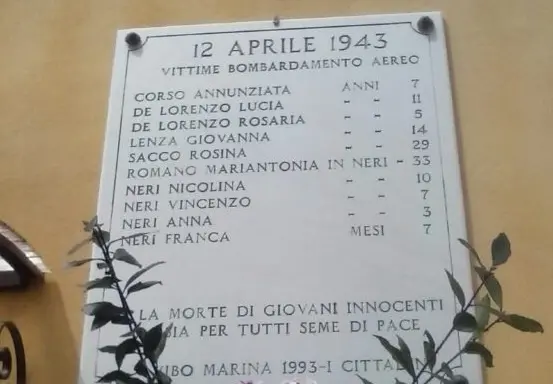 12 APRILE 1943
VITTIME BOMBARDAMENTO AEREO
CORSO ANNUNZIATA ANNI 7
DE LORENZO LUCIA - - 11
DE LORENZO ROSARIA - - 5
LENZA GIOVANNA - - 14
SACCO ROSINA - - 29
ROMANO MARIANTONIA IN NERI - 33
NERI NICOLINA - - 10
NERI VINCENZO - - 7
NERI ANNA - - 3
NERI FRANCA MESI 7
LA MORTE DI GIOVANI INNOCENTI
PER TUTTI SEME DI PACE
VIBO MARINA 1993-I CITTADINI